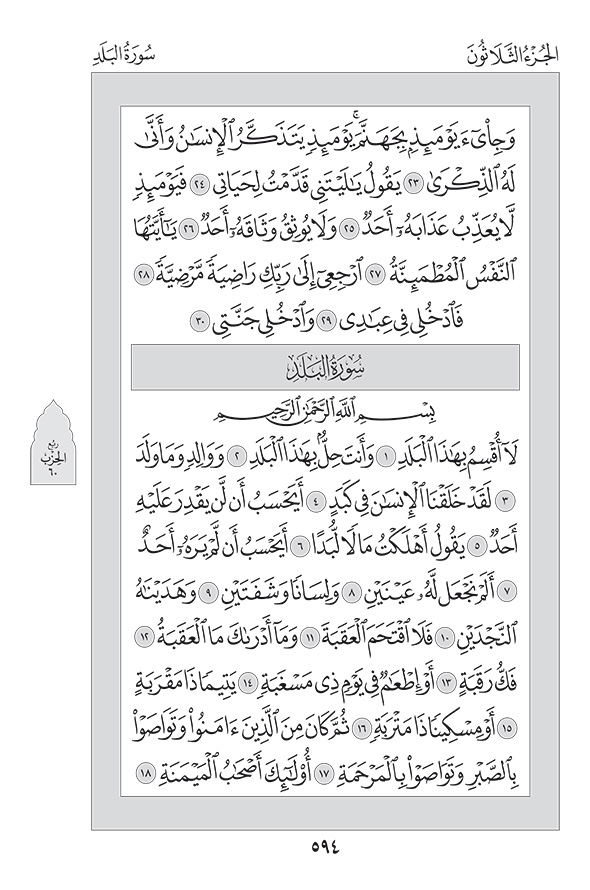 الجُزْءُ الثَّلَاثُونَ
سُورَةُ البَلَدِ
وَجِاْىٓءَ يَوْمَئِذِۭ بِجَهَنَّمَۚ يَوْمَئِذٖ يَتَذَكَّرُ ٱلۡإِنسَٰنُ وَأَنَّىٰ
لَهُ ٱلذِّكۡرَىٰ ٢٣ يَقُولُ يَٰلَيۡتَنِي قَدَّمۡتُ لِحَيَاتِي ٢٤ فَيَوۡمَئِذٖ
لَّا يُعَذِّبُ عَذَابَهُۥٓ أَحَدٞ ٢٥ وَلَا يُوثِقُ وَثَاقَهُۥٓ أَحَدٞ ٢٦ يَٰٓأَيَّتُهَا
ٱلنَّفۡسُ ٱلۡمُطۡمَئِنَّةُ ٢٧ ٱرۡجِعِيٓ إِلَىٰ رَبِّكِ رَاضِيَةٗ مَّرۡضِيَّةٗ ٢٨
فَٱدۡخُلِي فِي عِبَٰدِي ٢٩ وَٱدۡخُلِي جَنَّتِي ٣٠
سُورَةُ البَلَدِ
بِسۡمِ ٱللَّهِ ٱلرَّحۡمَٰنِ ٱلرَّحِيمِ
لَآ أُقۡسِمُ بِهَٰذَا ٱلۡبَلَدِ ١ وَأَنتَ حِلُّۢ بِهَٰذَا ٱلۡبَلَدِ ٢ وَوَالِدٖ وَمَا وَلَدَ
٣ لَقَدۡ خَلَقۡنَا ٱلۡإِنسَٰنَ فِي كَبَدٍ ٤ أَيَحۡسَبُ أَن لَّن يَقۡدِرَ عَلَيۡهِ
أَحَدٞ ٥ يَقُولُ أَهۡلَكۡتُ مَالٗا لُّبَدًا ٦ أَيَحۡسَبُ أَن لَّمۡ يَرَهُۥٓ أَحَدٌ
٧ أَلَمۡ نَجۡعَل لَّهُۥ عَيۡنَيۡنِ ٨ وَلِسَانٗا وَشَفَتَيۡنِ ٩ وَهَدَيۡنَٰهُ
ٱلنَّجۡدَيۡنِ ١٠ فَلَا ٱقۡتَحَمَ ٱلۡعَقَبَةَ ١١ وَمَآ أَدۡرَىٰكَ مَا ٱلۡعَقَبَةُ ١٢
فَكُّ رَقَبَةٍ ١٣ أَوۡ إِطۡعَٰمٞ فِي يَوۡمٖ ذِي مَسۡغَبَةٖ ١٤ يَتِيمٗا ذَا مَقۡرَبَةٍ
١٥ أَوۡ مِسۡكِينٗا ذَا مَتۡرَبَةٖ ١٦ ثُمَّ كَانَ مِنَ ٱلَّذِينَ ءَامَنُواْ وَتَوَاصَوۡاْ
بِٱلصَّبۡرِ وَتَوَاصَوۡاْ بِٱلۡمَرۡحَمَةِ ١٧ أُوْلَٰٓئِكَ أَصۡحَٰبُ ٱلۡمَيۡمَنَةِ ١٨
رُبْع
الحِزْب
٦٠
٥٩٤